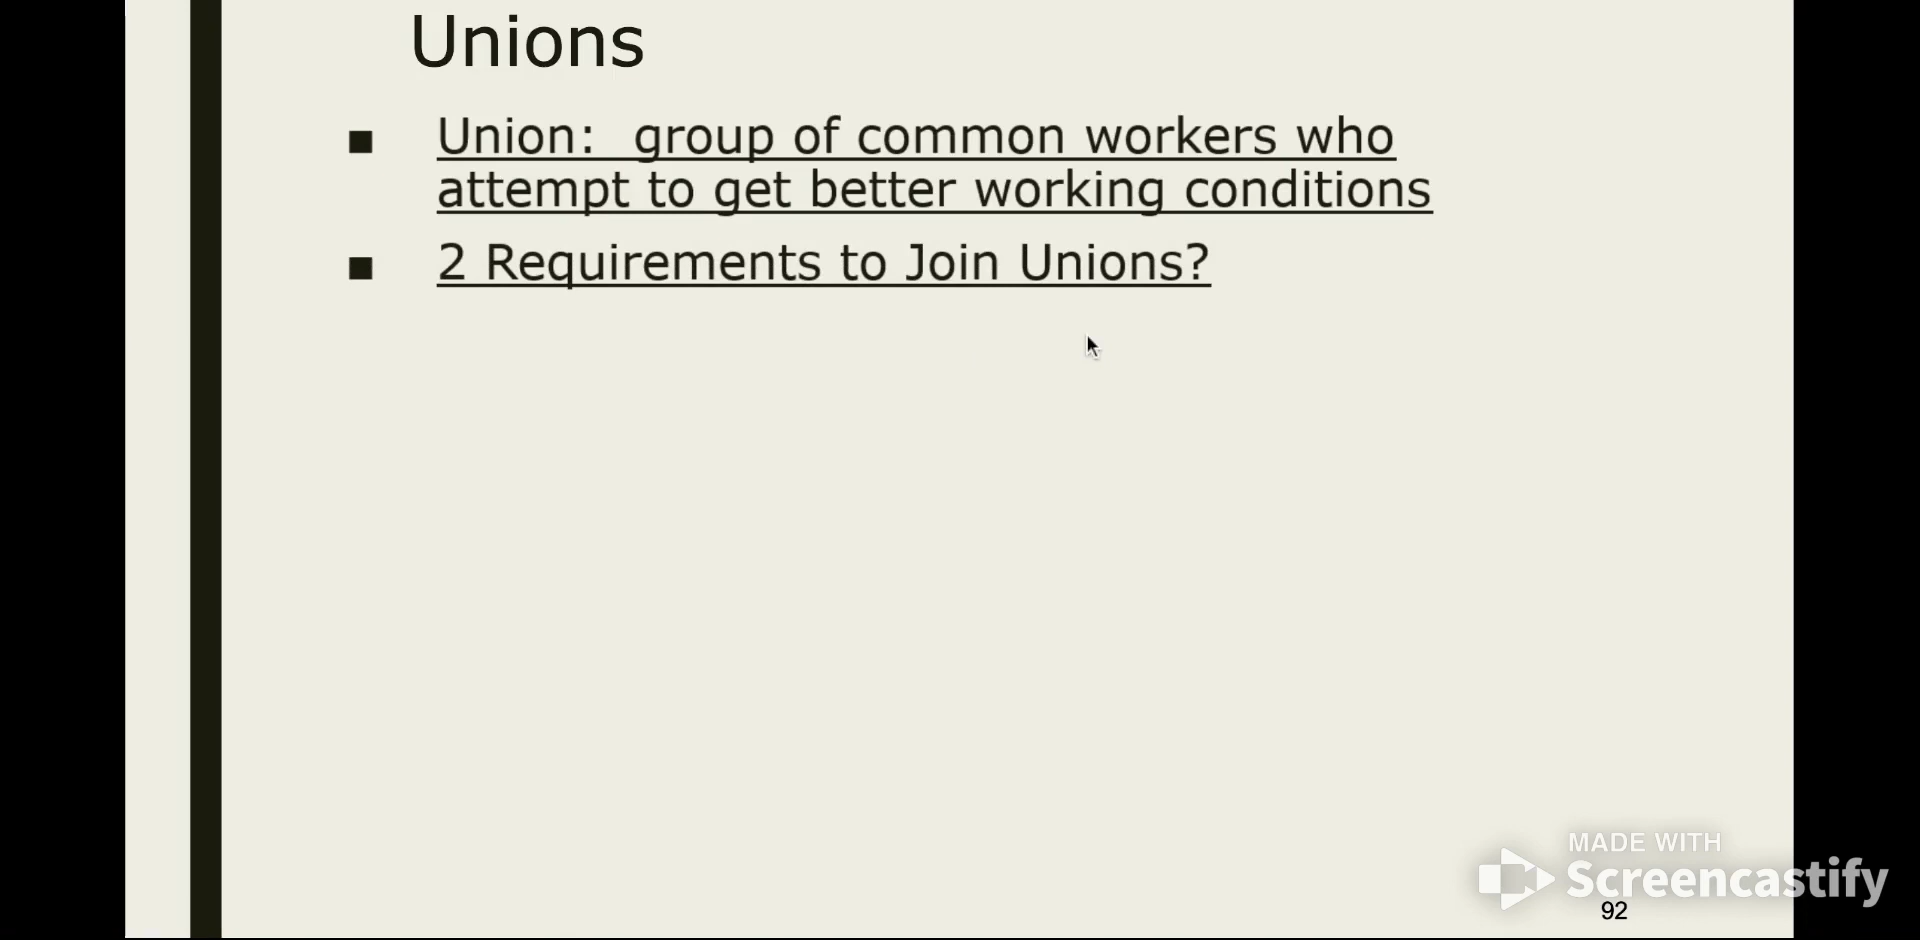 Unions
■ Union: group of common workers who
attempt to get better working conditions
■ 2 Requirements to Join Unions?
MADE WITH
Screencastify
92